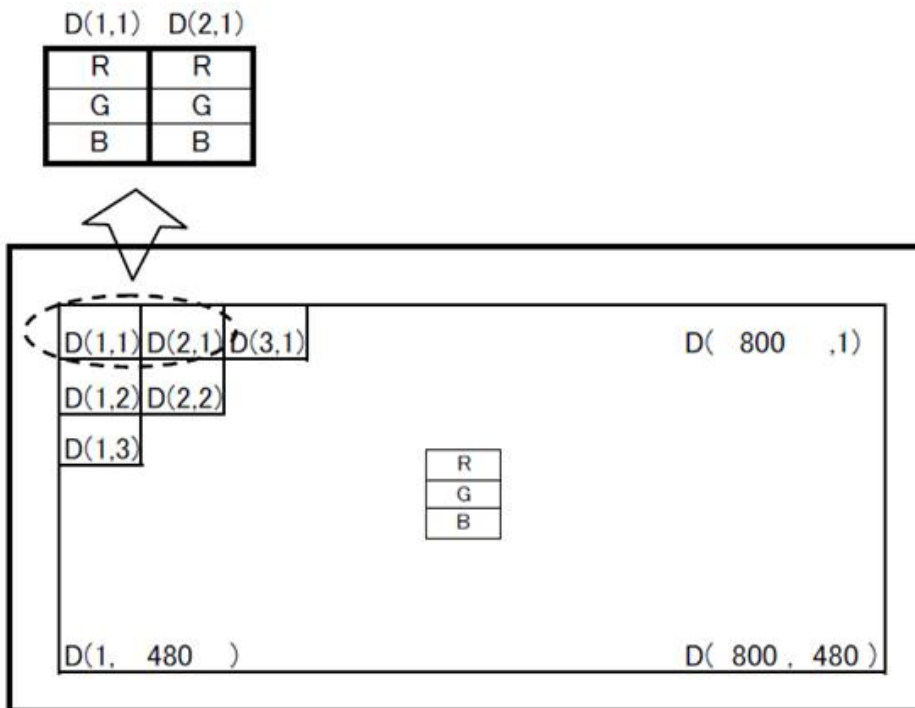 D(1,1) D(2,1)
R R
G G
B B
D(1,1) D(2,1) D(3,1) D( 800 ,1)
D(1,2) D(2,2)
D(1,3)
R
G
B
D(1, 480 ) D( 800 , 480 )